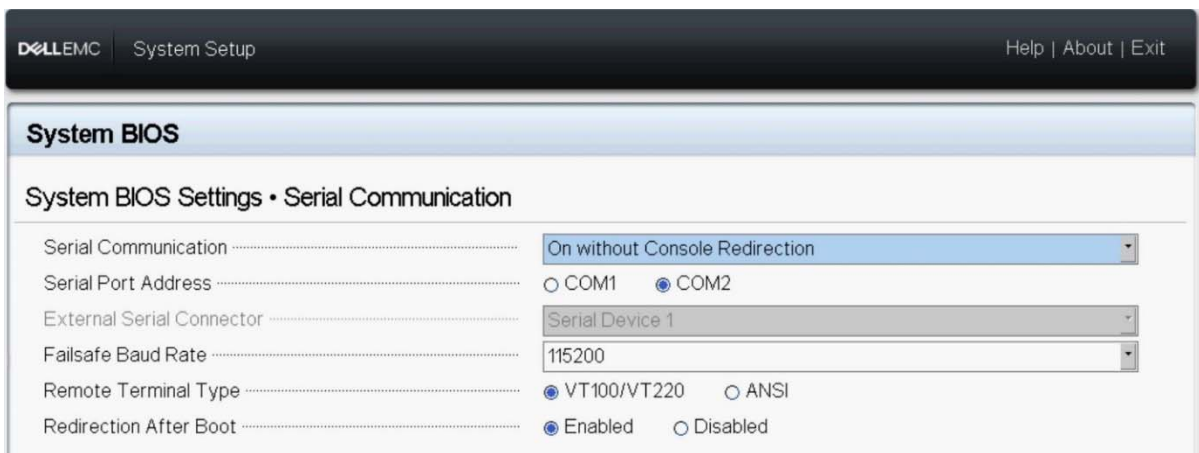 DELLEMC System Setup Help | About | Exit
System BIOS
System BIOS Settings • Serial Communication
Serial Communication On without Console Redirection
Serial Port Address COM1 COM2
External Serial Connector Serial Device 1
Failsafe Baud Rate 115200
Remote Terminal Type VT100/VT220 ANSI
Redirection After Boot Enabled Disabled